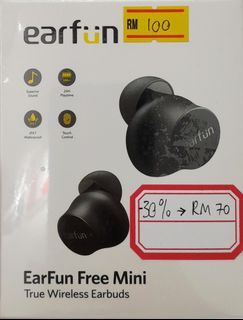 earfun
RM 100
Superior
Sound
24H
Playtime
IPX7
Waterproof
Touch
Control
earfun
earfun
-30% → RM 70
EarFun Free Mini
True Wireless Earbuds